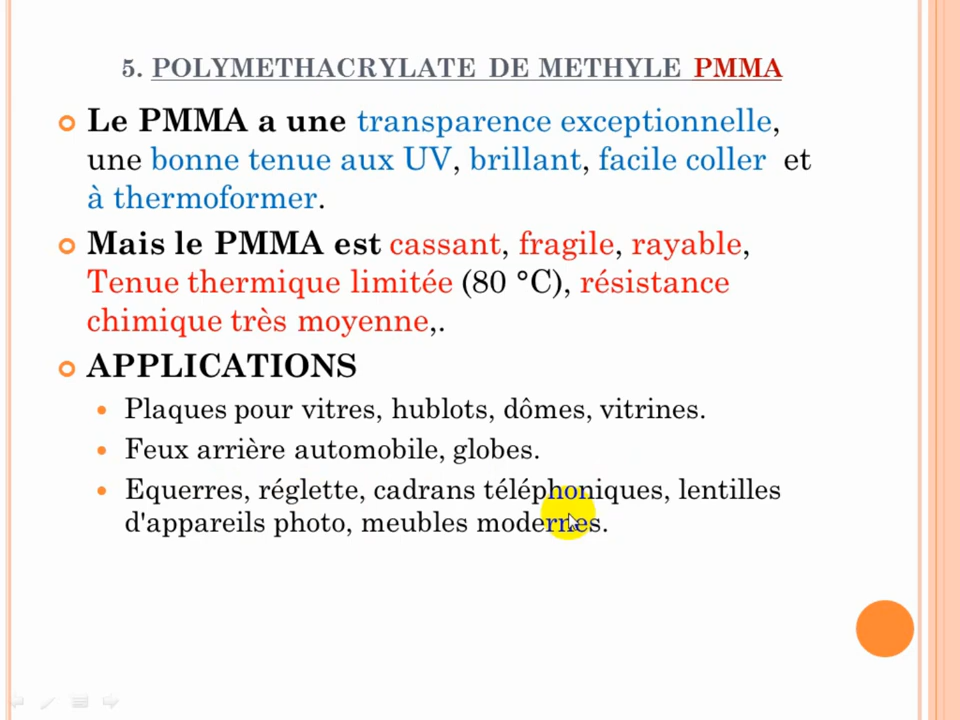 5. POLYMETHACRYLATE DE METHYLE PMMA
Le PMMA a une transparence exceptionnelle,
une bonne tenue aux UV, brillant, facile coller et
à thermoformer.
Mais le PMMA est cassant, fragile, rayable,
Tenue thermique limitée (80 °C), résistance
chimique très moyenne,.
APPLICATIONS
Plaques pour vitres, hublots, dômes, vitrines.
Feux arrière automobile, globes.
Equerres, réglette, cadrans téléphoniques, lentilles
d'appareils photo, meubles modernes.